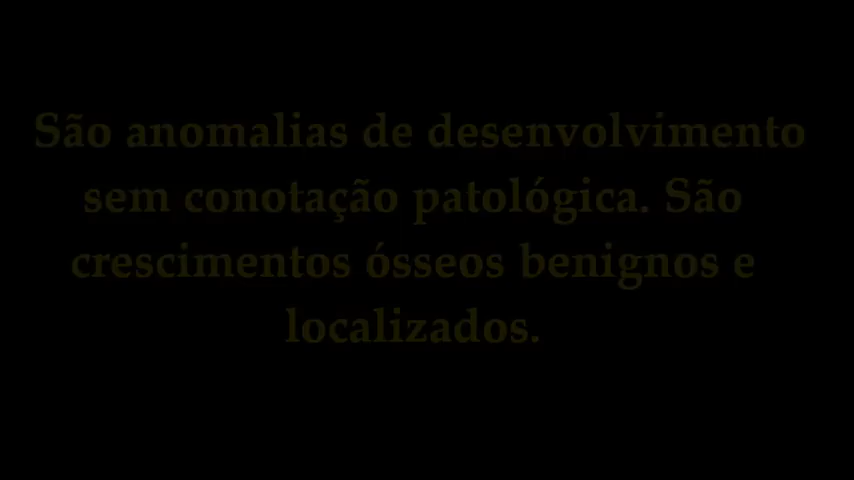 São anomalias de desenvolvimento
sem conotação patológica. São
crescimentos ósseos benignos e
localizados.